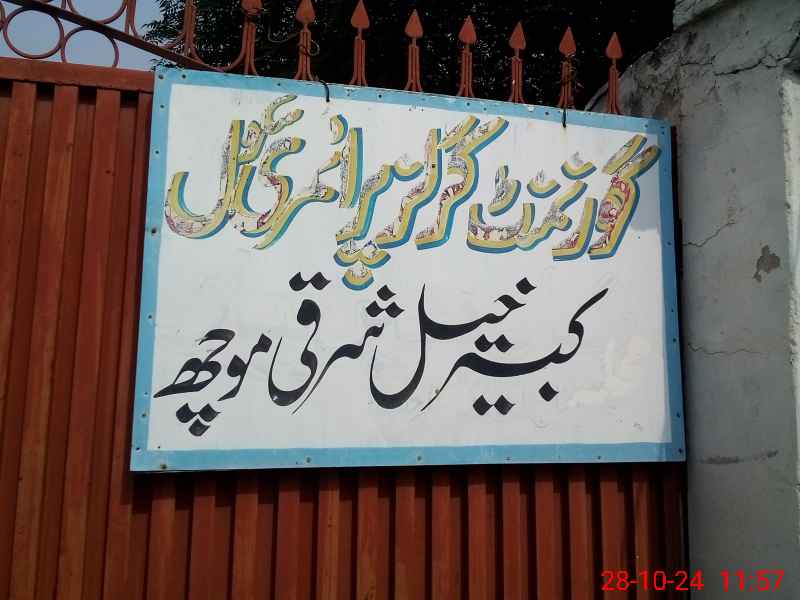 گورنمنٹ گرلز پرائمری سکول
کبیر خیل شرقی موچھ
28-10-24 11:57